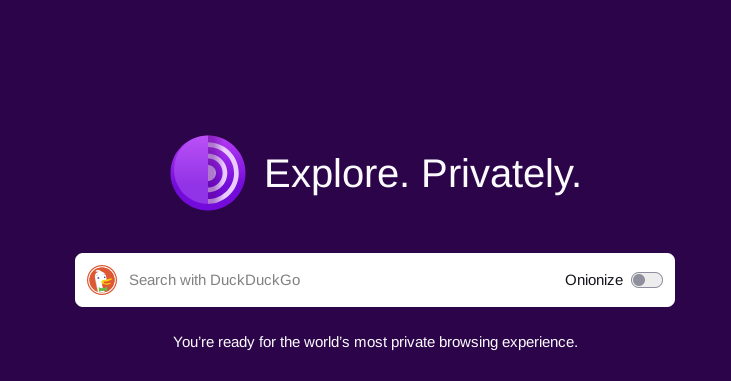 Explore. Privately.
Search with DuckDuckGo
Onionize
You’re ready for the world’s most private browsing experience.